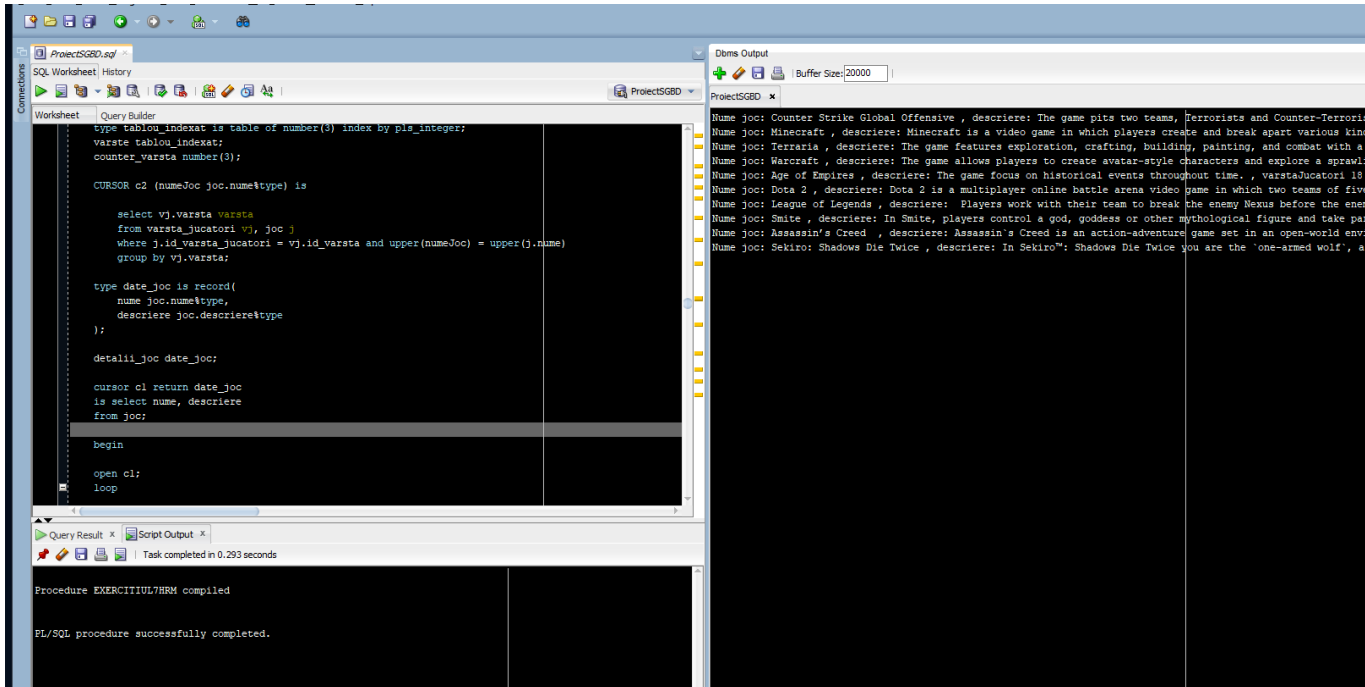 ProiectSGBD.sql
SQL Worksheet History
ProiectSGBD
Worksheet Query Builder
Connections
type tablou_indexat is table of number(3) index by pls_integer;
varste tablou_indexat;
counter_varsta number(3);
CURSOR c2 (numeJoc joc.nume%type) is
select vj.varsta varsta
from varsta_jucatori vj, joc j
where j.id_varsta_jucatori = vj.id_varsta and upper(numeJoc) = upper(j.nume)
group by vj.varsta;
type date_joc is record(
nume joc.nume%type,
descriere joc.descriere%type
);
detalii_joc date_joc;
cursor c1 return date_joc
is select nume, descriere
from joc;
begin
open c1;
loop
Query Result x Script Output x
Task completed in 0.293 seconds
Procedure EXERCITIUL7HRM compiled
PL/SQL procedure successfully completed.
Dbms Output
Buffer Size: 20000
ProiectSGBD x
Nume joc: Counter Strike Global Offensive , descriere: The game pits two teams, Terrorists and Counter-Terroris
Nume joc: Minecraft , descriere: Minecraft is a video game in which players create and break apart various kind
Nume joc: Terraria , descriere: The game features exploration, crafting, building, painting, and combat with a
Nume joc: Warcraft , descriere: The game allows players to create avatar-style characters and explore a sprawli
Nume joc: Age of Empires , descriere: The game focus on historical events throughout time. , varstaJucatori 18
Nume joc: Dota 2 , descriere: Dota 2 is a multiplayer online battle arena video game in which two teams of five
Nume joc: League of Legends , descriere: Players work with their team to break the enemy Nexus before the ene
Nume joc: Smite , descriere: In Smite, players control a god, goddess or other mythological figure and take pa
Nume joc: Assassin's Creed , descriere: Assassin`s Creed is an action-adventure game set in an open-world envi
Nume joc: Sekiro: Shadows Die Twice , descriere: In Sekiro™: Shadows Die Twice you are the `one-armed wolf`, a